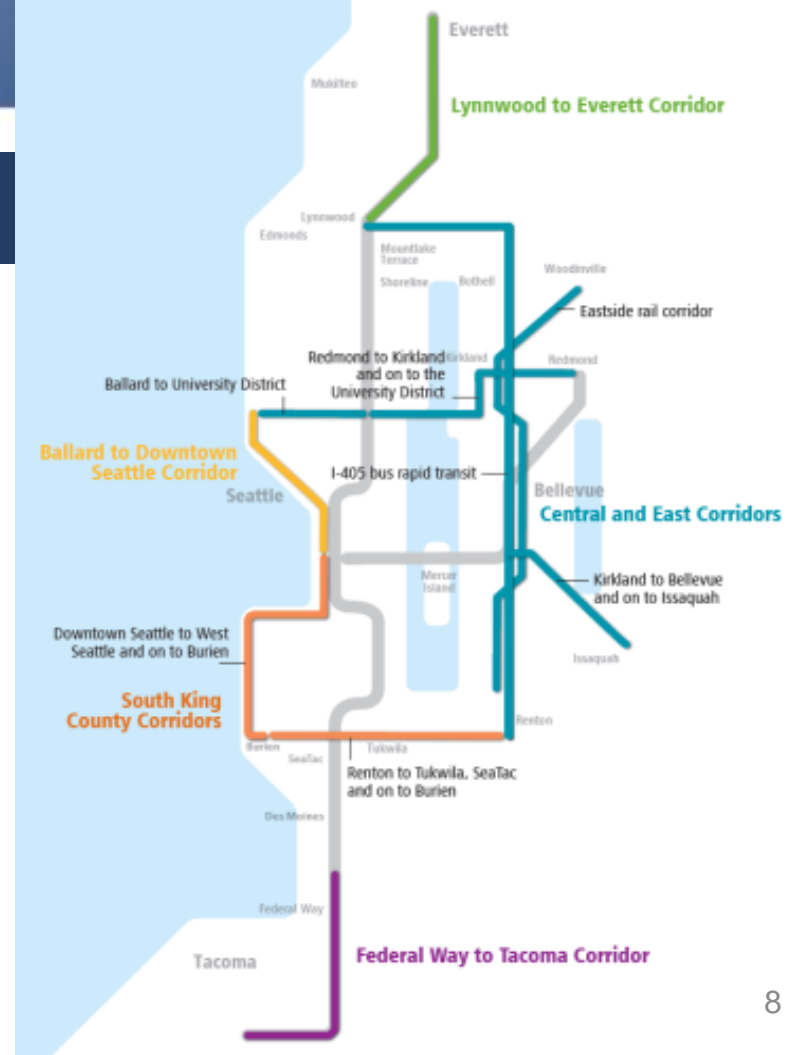 Everett
Mukilteo
Lynnwood to Everett Corridor
Lynnwood
Edmonds
Mountlake
Terrace
Shoreline
Bothell
Woodinville
Eastside rail corridor
Redmond to Kirkland
and on to the
University District
Kirkland
Redmond
Ballard to University District
Ballard to Downtown
Seattle Corridor
I-405 bus rapid transit
Seattle
Bellevue
Central and East Corridors
Mercer
Island
Kirkland to Bellevue
and on to Issaquah
Downtown Seattle to West
Seattle and on to Burien
Issaquah
South King
County Corridors
Renton
Burien
Tukwila
SeaTac
Renton to Tukwila, SeaTac
and on to Burien
Des Moines
Federal Way
Tacoma
Federal Way to Tacoma Corridor
8